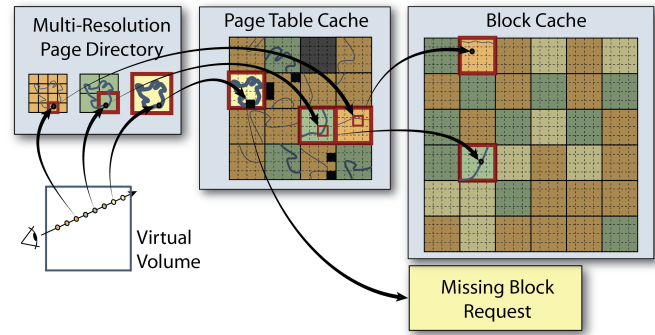 Multi-Resolution
Page Directory
Page Table Cache
Block Cache
Virtual
Volume
Missing Block
Request